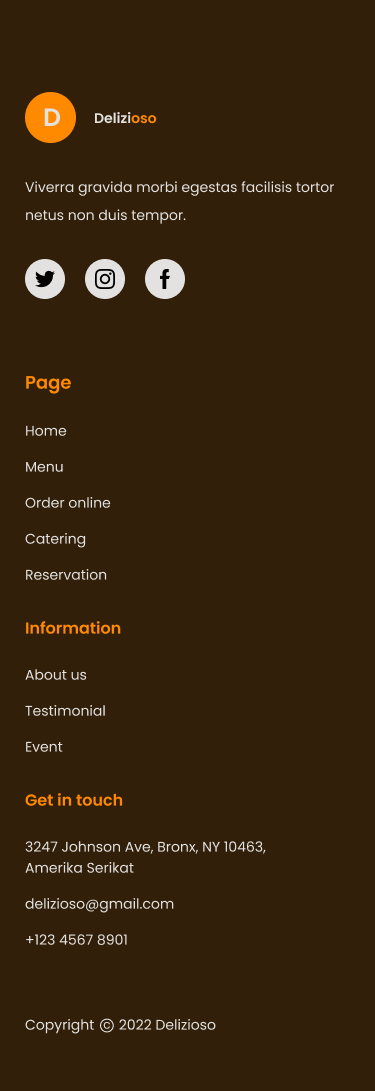 D
Delizioso
Viverra gravida morbi egestas facilisis tortor
netus non duis tempor.
Page
Home
Menu
Order online
Catering
Reservation
Information
About us
Testimonial
Event
Get in touch
3247 Johnson Ave, Bronx, NY 10463,
Amerika Serikat
delizioso@gmail.com
+123 4567 8901
Copyright © 2022 Delizioso